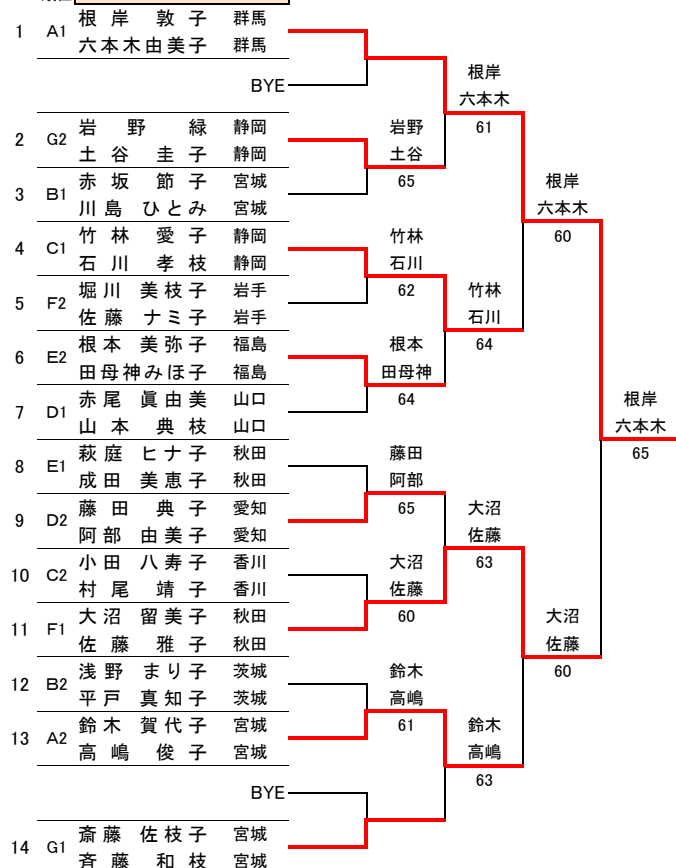 1 A1 根岸 敦子 群馬
六本木由美子 群馬
BYE
2 G2 岩野 緑 静岡
土谷 圭子 静岡
3 B1 赤坂 節子 宮城
川島 ひとみ 宮城
4 C1 竹林 愛子 静岡
石川 孝枝 静岡
5 F2 堀川 美枝子 岩手
佐藤 ナミ子 岩手
6 E2 根本 美弥子 福島
田母神みほ子 福島
7 D1 赤尾 眞由美 山口
山本 典枝 山口
8 E1 萩庭 ヒナ子 秋田
成田 美恵子 秋田
9 D2 藤田 典子 愛知
阿部 由美子 愛知
10 C2 小田 八寿子 香川
村尾 靖子 香川
11 F1 大沼 留美子 秋田
佐藤 雅子 秋田
12 B2 浅野 まり子 茨城
平戸 真知子 茨城
13 A2 鈴木 賀代子 宮城
高嶋 俊子 宮城
BYE
14 G1 斎藤 佐枝子 宮城
斉藤 和枝 宮城
岩野
土谷
65
竹林
石川
62
根本
田母神
64
藤田
阿部
65
大沼
佐藤
60
鈴木
高嶋
61
根岸
六本木
61
竹林
石川
64
大沼
佐藤
63
鈴木
高嶋
63
根岸
六本木
60
大沼
佐藤
60
根岸
六本木
65